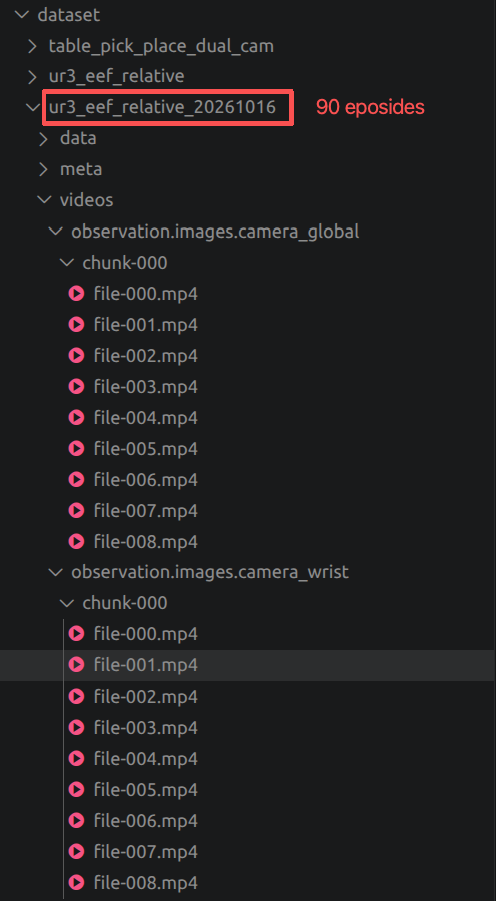 dataset
table_pick_place_dual_cam
ur3_eef_relative
ur3_eef_relative_20261016 90 eposides
data
meta
videos
observation.images.camera_global
chunk-000
file-000.mp4
file-001.mp4
file-002.mp4
file-003.mp4
file-004.mp4
file-005.mp4
file-006.mp4
file-007.mp4
file-008.mp4
observation.images.camera_wrist
chunk-000
file-000.mp4
file-001.mp4
file-002.mp4
file-003.mp4
file-004.mp4
file-005.mp4
file-006.mp4
file-007.mp4
file-008.mp4